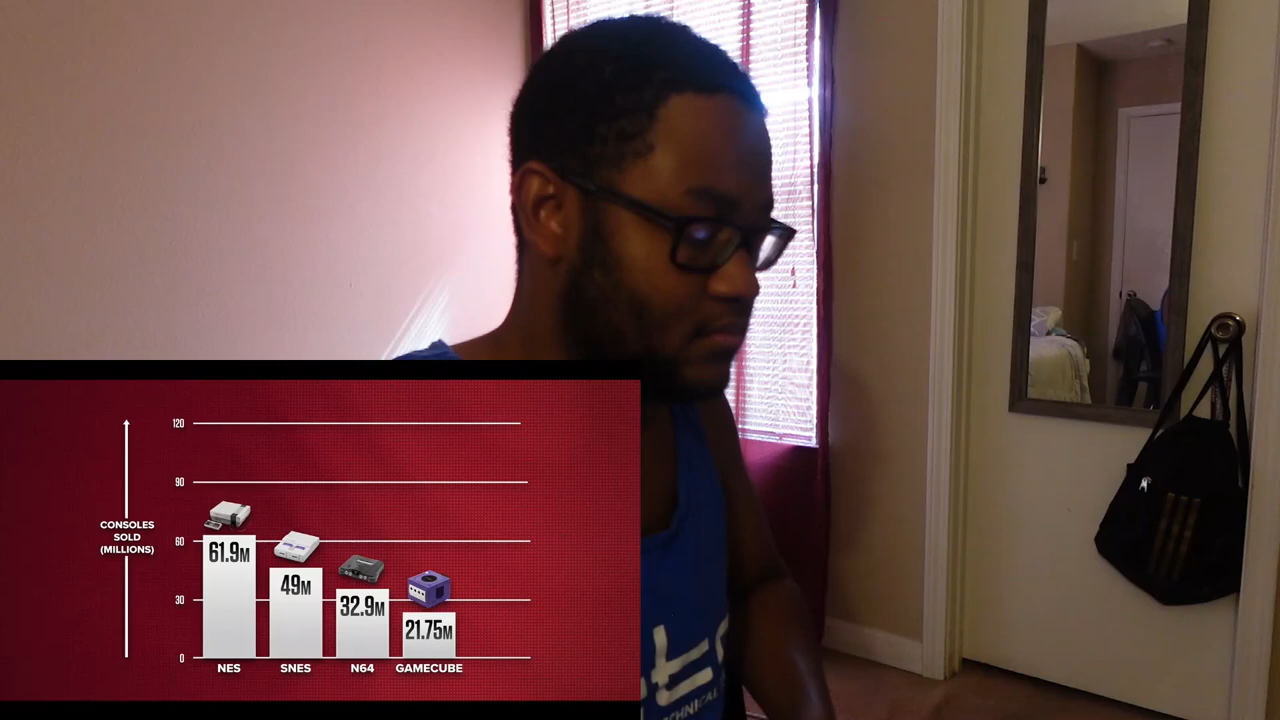 120
90
CONSOLES
SOLD
(MILLIONS)
60
61.9M
49M
30
32.9M
21.75M
0
NES
SNES
N64
GAMECUBE